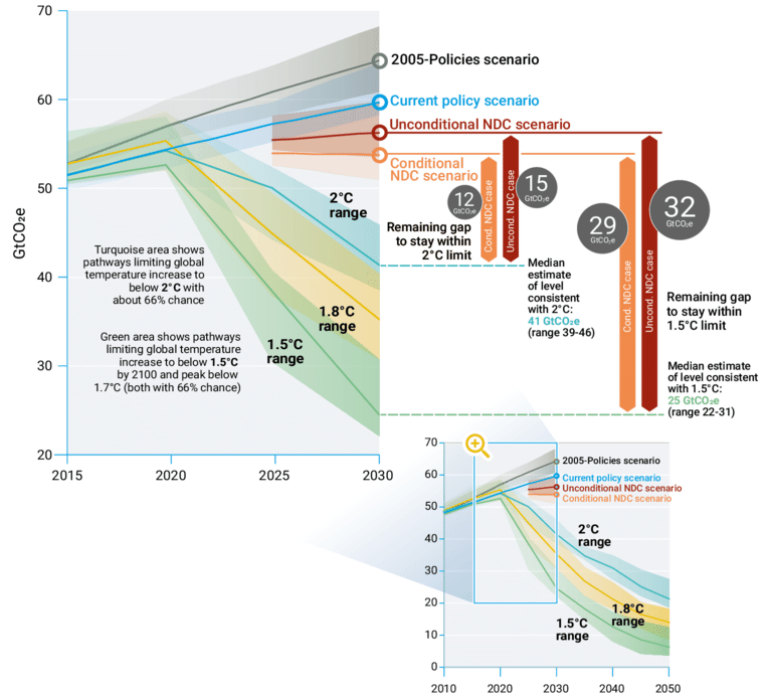 70
60
50
40
30
20
GtCO₂e
2015
2020
2025
2030
2005-Policies scenario
Current policy scenario
Unconditional NDC scenario
Conditional
NDC scenario
2°C
range
1.8°C
range
1.5°C
range
Turquoise area shows
pathways limiting global
temperature increase to
below 2°C with
about 66% chance
Green area shows pathways
limiting global temperature
increase to below 1.5°C
by 2100 and peak below
1.7°C (both with 66% chance)
12
GtCO₂e
Cond. NDC case
Uncond. NDC case
15
GtCO₂e
Remaining gap
to stay within
2°C limit
Median
estimate
of level
consistent
with 2°C:
41 GtCO₂e
(range 39-46)
29
GtCO₂e
Cond. NDC case
Uncond. NDC case
32
GtCO₂e
Remaining gap
to stay within
1.5°C limit
Median estimate
of level consistent
with 1.5°C:
25 GtCO₂e
(range 22-31)
70
60
50
40
30
20
10
0
2010
2020
2030
2040
2050
2005-Policies scenario
Current policy scenario
Unconditional NDC scenario
Conditional NDC scenario
2°C
range
1.8°C
range
1.5°C
range